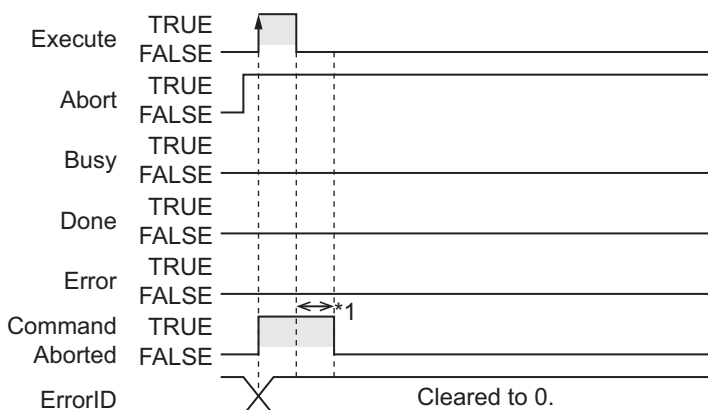 Execute TRUE
FALSE
Abort TRUE
FALSE
Busy TRUE
FALSE
Done TRUE
FALSE
Error TRUE
FALSE
*1
Command TRUE
Aborted FALSE
ErrorID Cleared to 0.